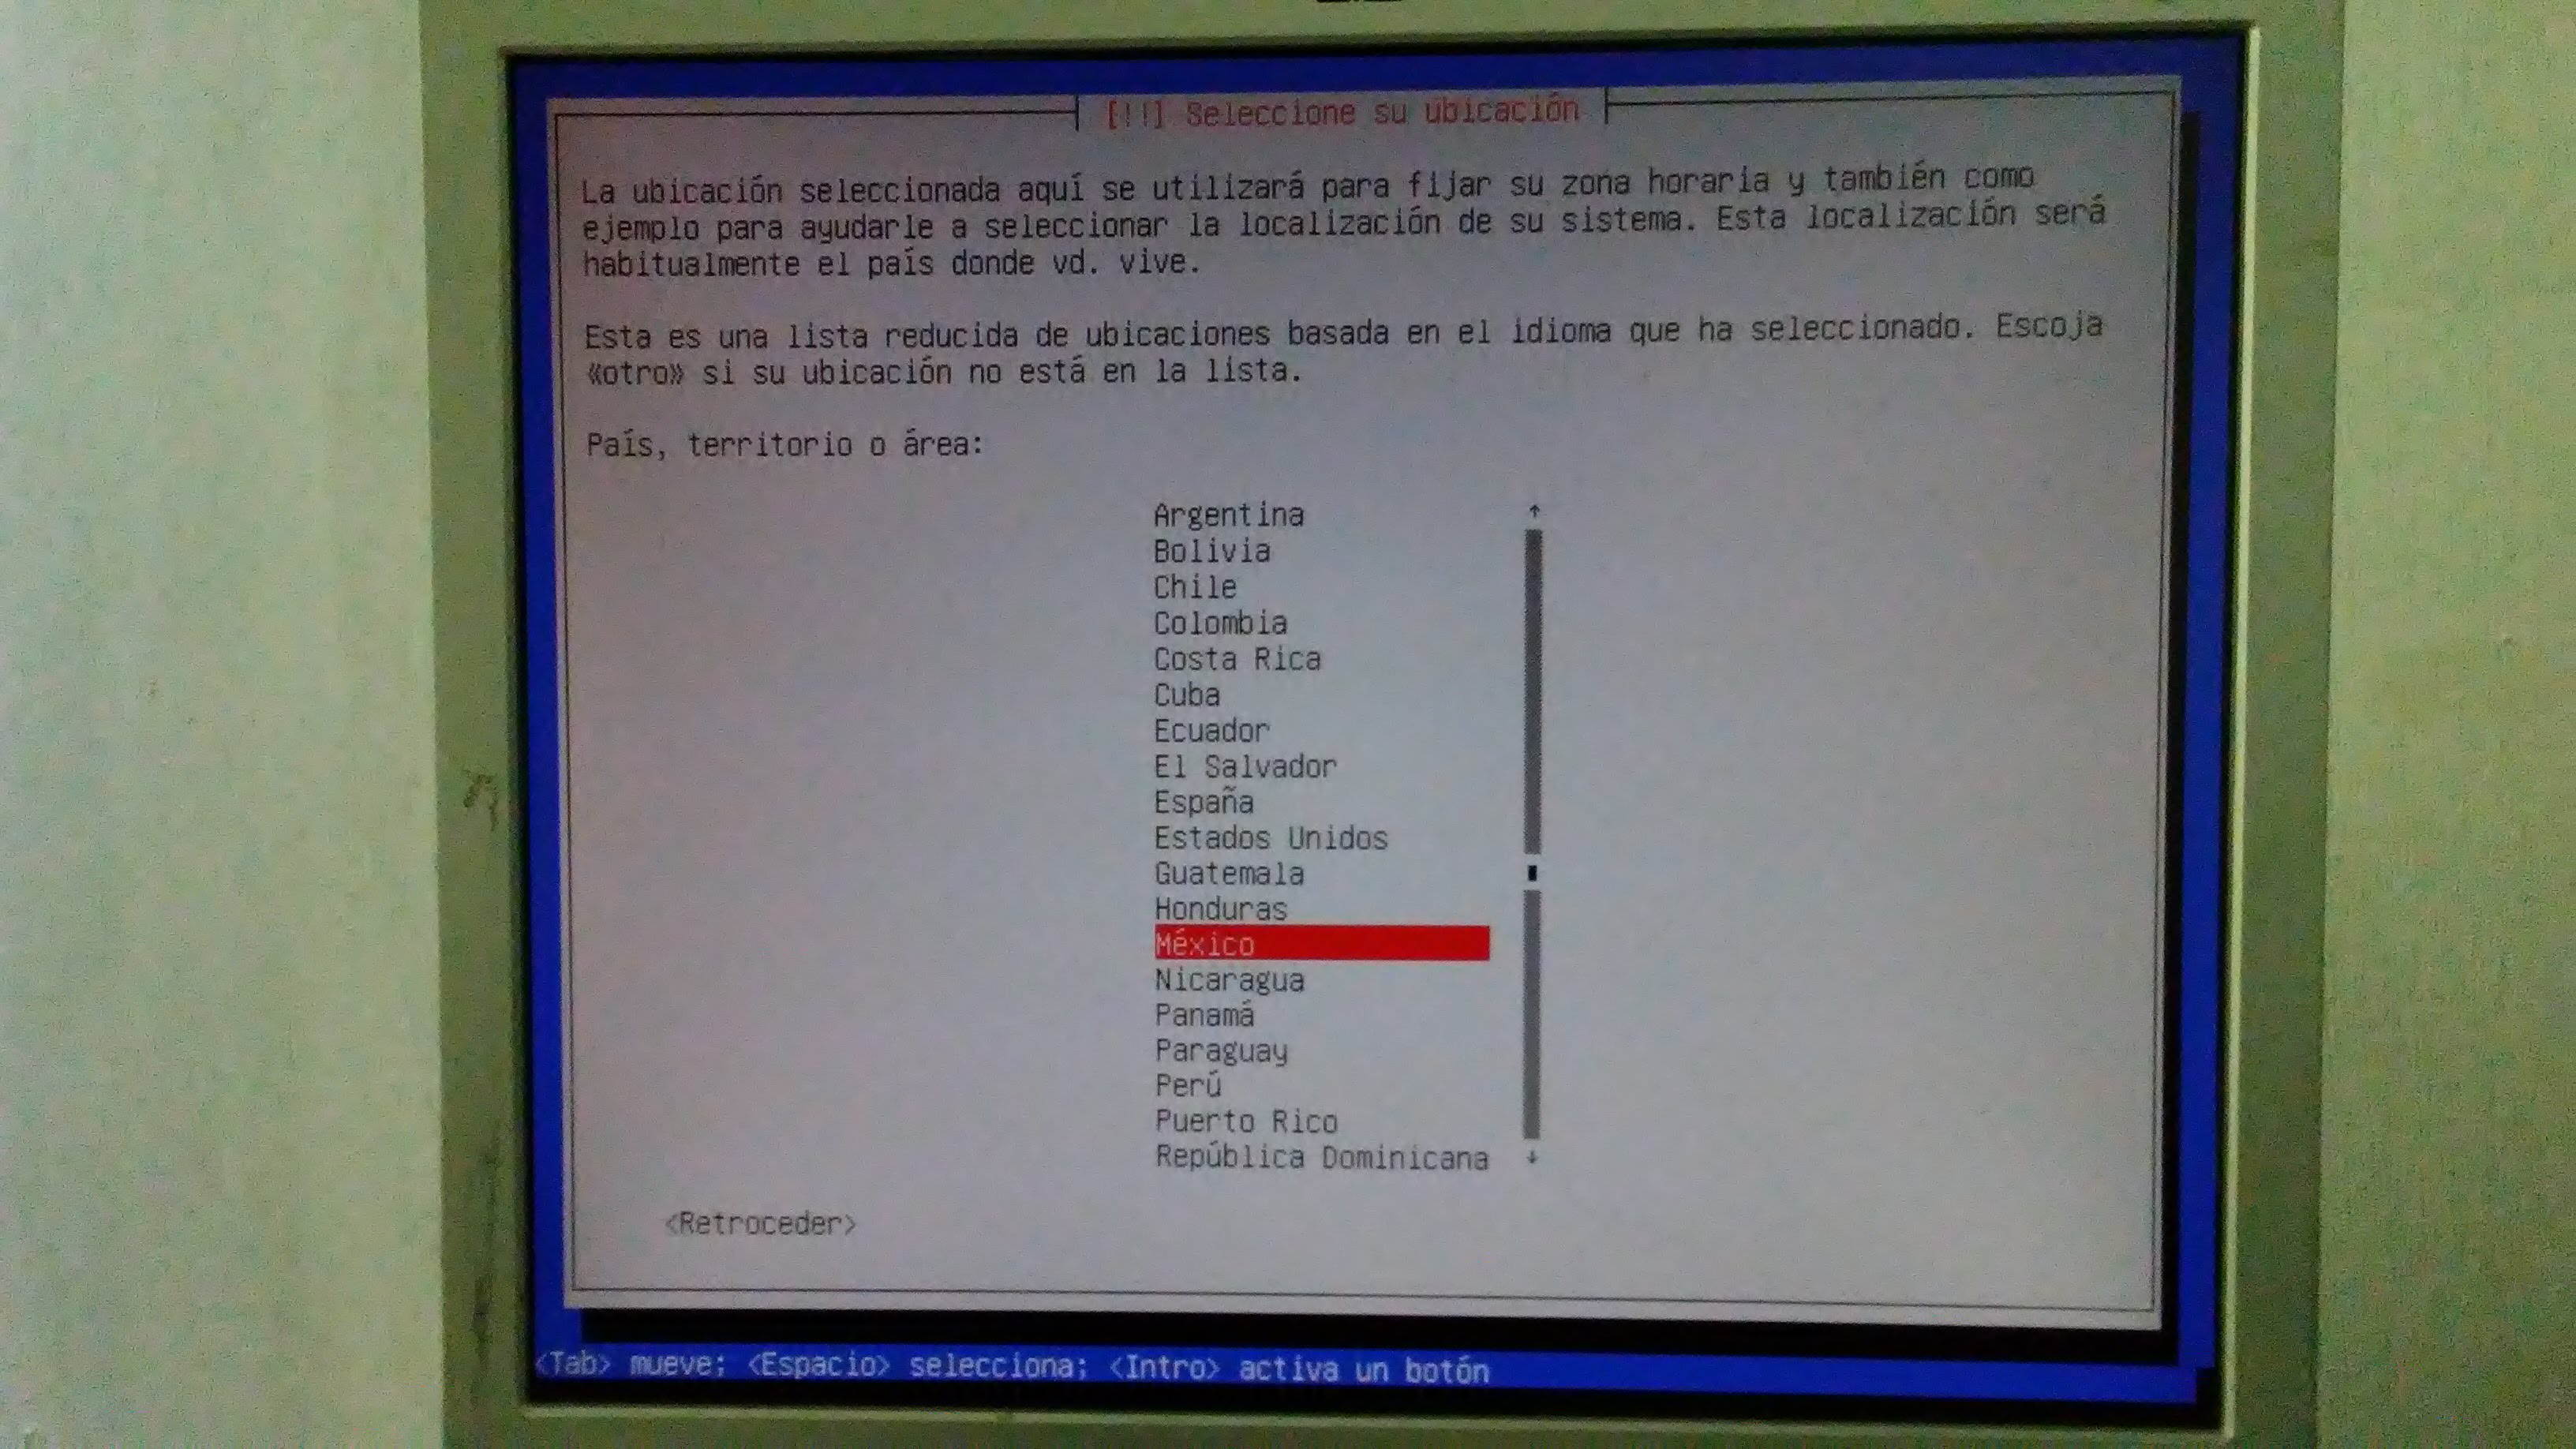 [!!] Seleccione su ubicación
La ubicación seleccionada aquí se utilizará para fijar su zona horaria y también como
ejemplo para ayudarle a seleccionar la localización de su sistema. Esta localización será
habitualmente el país donde vd. vive.
Esta es una lista reducida de ubicaciones basada en el idioma que ha seleccionado. Escoja
«otro» si su ubicación no está en la lista.
País, territorio o área:
Argentina
Bolivia
Chile
Colombia
Costa Rica
Cuba
Ecuador
El Salvador
España
Estados Unidos
Guatemala
Honduras
México
Nicaragua
Panamá
Paraguay
Perú
Puerto Rico
República Dominicana
<Retroceder>
<Tab> mueve; <Espacio> selecciona; <Intro> activa un botón